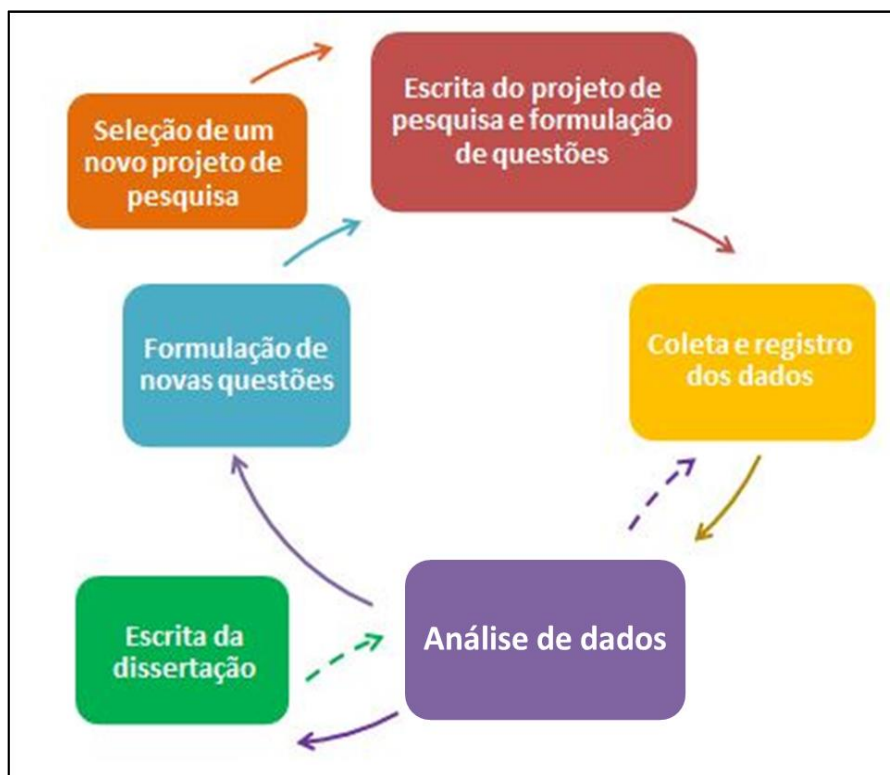 Seleção de um
novo projeto de
pesquisa
Escrita do projeto de
pesquisa e formulação
de questões
Formulação de
novas questões
Coleta e registro
dos dados
Escrita da
dissertação
Análise de dados